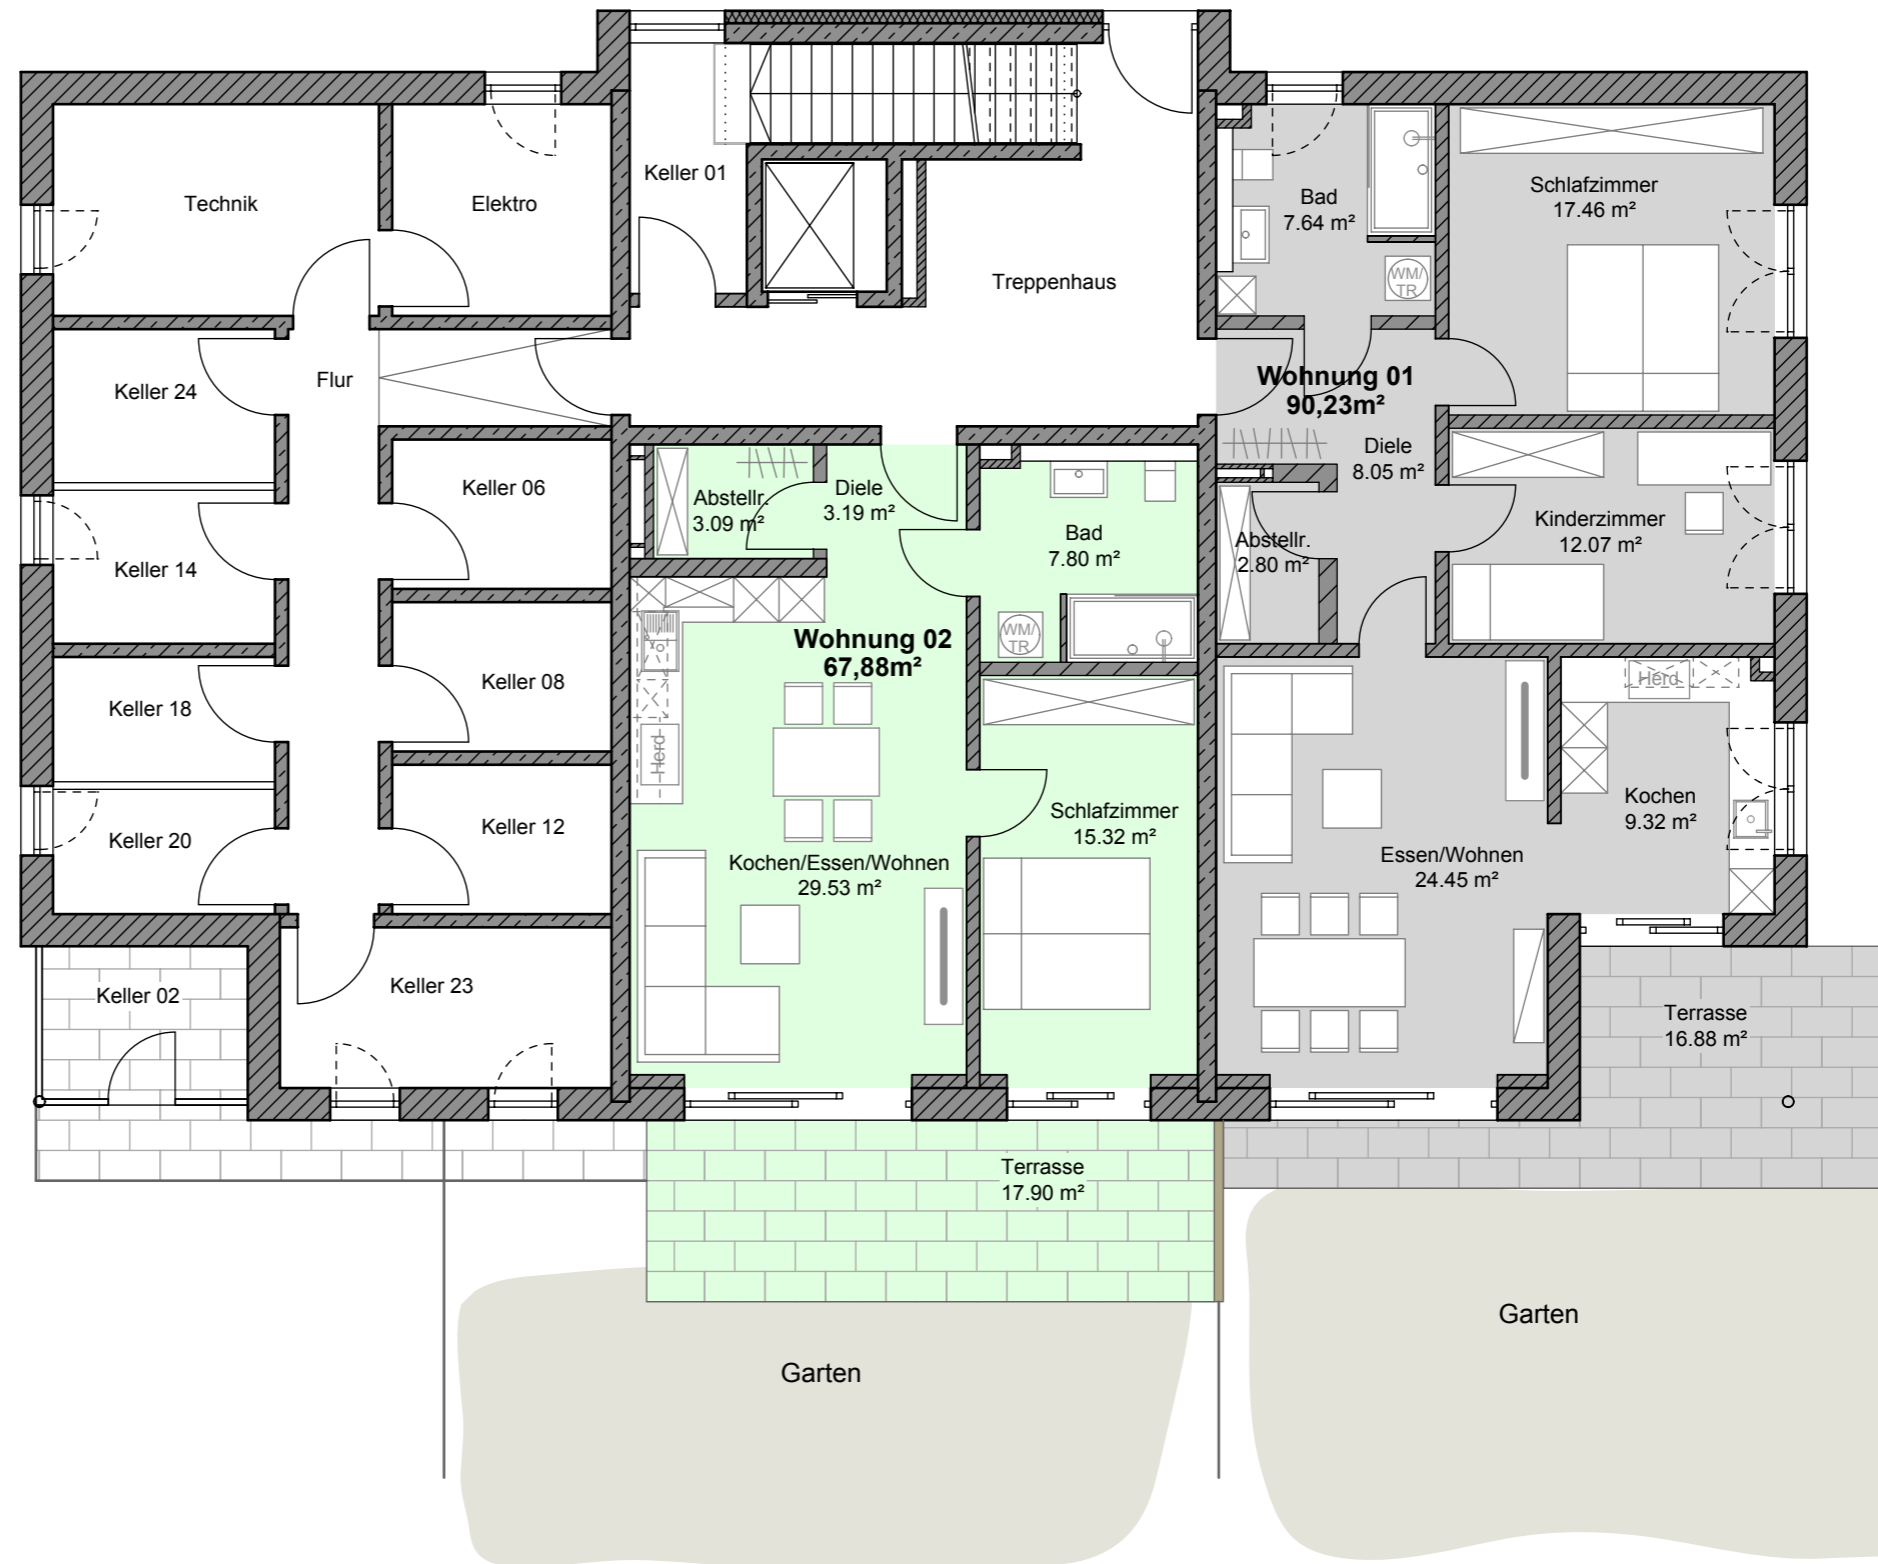 Technik
Elektro
Keller 01
Treppenhaus
Bad
7.64 m²
WM/
TR
Schlafzimmer
17.46 m²
Keller 24
Flur
Wohnung 01
90,23m²
Diele
8.05 m²
Keller 14
Keller 06
Abstellr.
3.09 m²
Diele
3.19 m²
Bad
7.80 m²
WM/
TR
Abstellr.
2.80 m²
Kinderzimmer
12.07 m²
Wohnung 02
67,88m²
Keller 18
Keller 08
Herd
Herd
Keller 20
Keller 12
Kochen/Essen/Wohnen
29.53 m²
Schlafzimmer
15.32 m²
Essen/Wohnen
24.45 m²
Kochen
9.32 m²
Keller 02
Keller 23
Terrasse
16.88 m²
Terrasse
17.90 m²
Garten
Garten